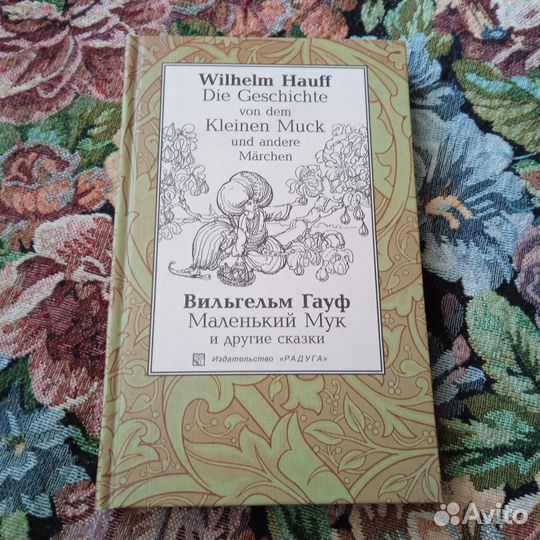 Wilhelm Hauff
Die Geschichte
von dem
Kleinen Muck
und andere
Märchen
Вильгельм Гауф
Маленький Мук
и другие сказки
Издательство «РАДУГА»
Avito